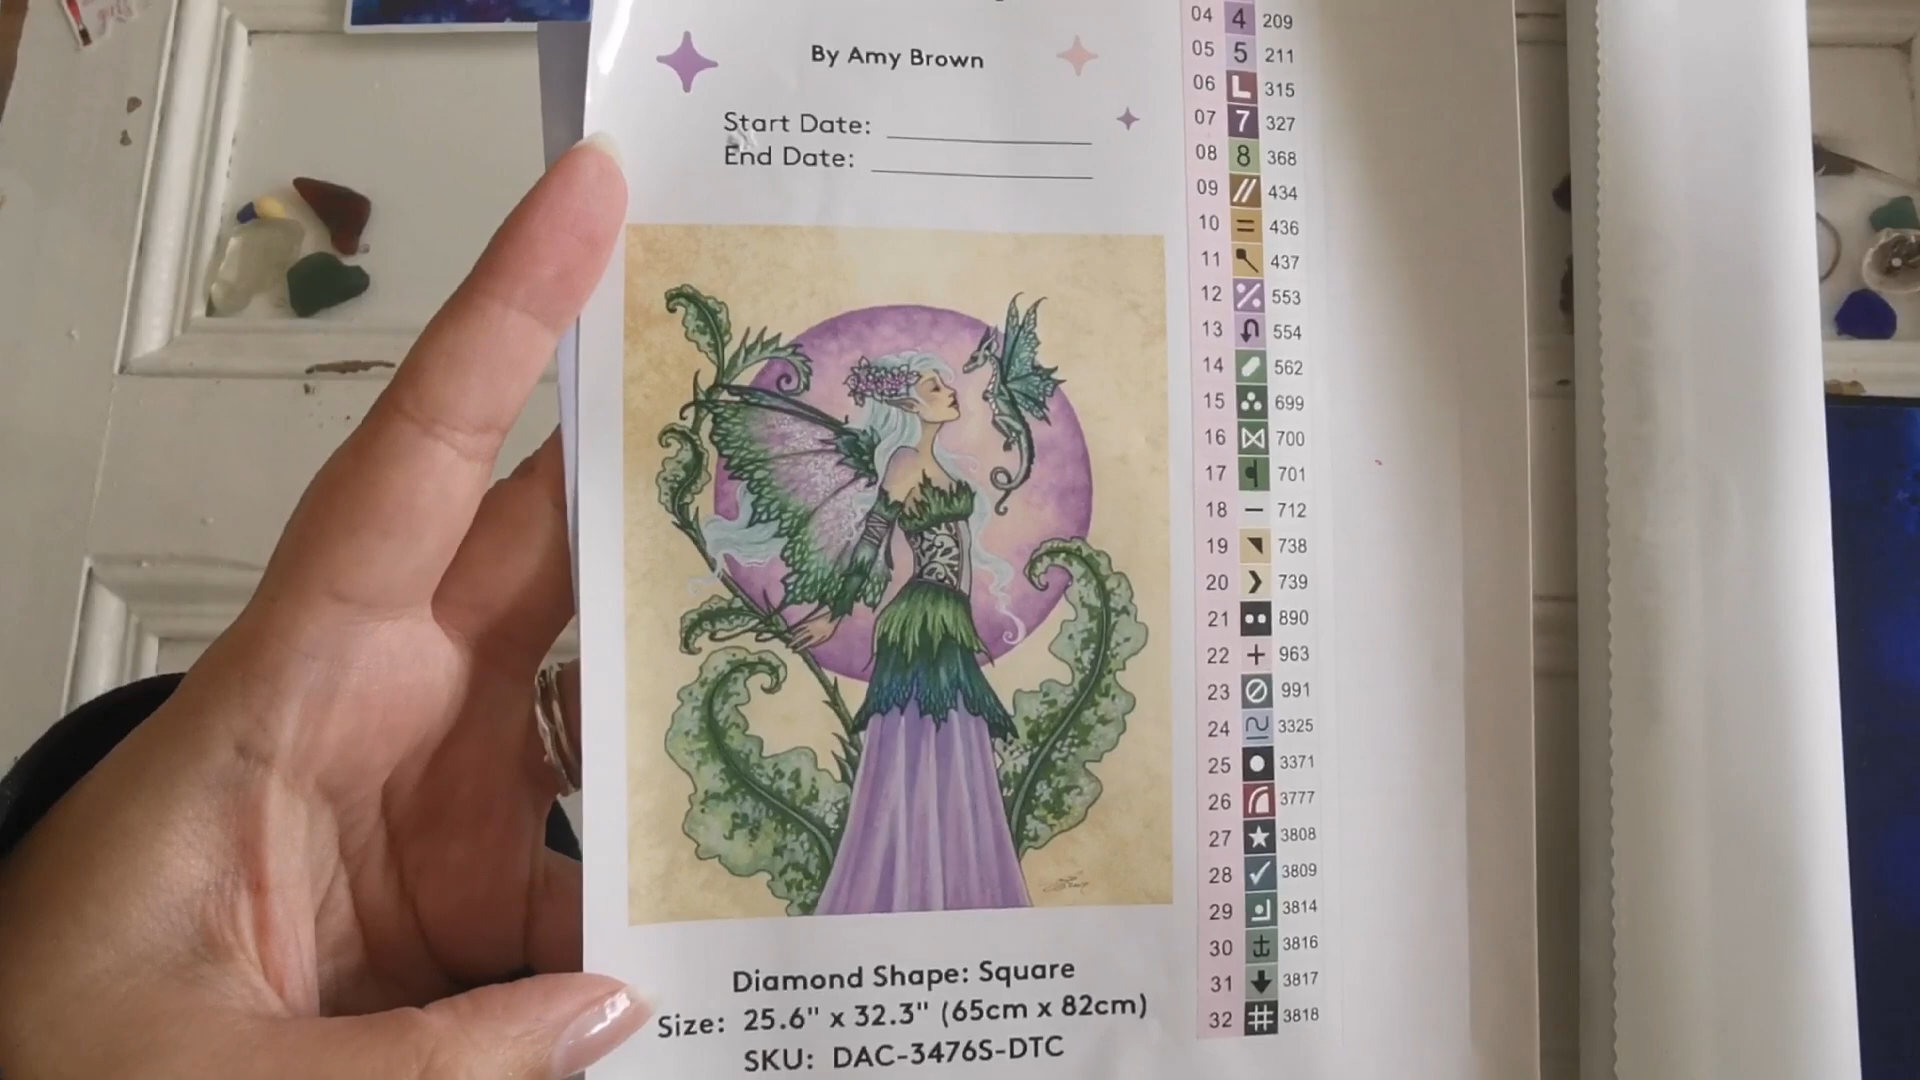 By Amy Brown
Start Date:
End Date:
Diamond Shape: Square
Size: 25.6" x 32.3" (65cm x 82cm)
SKU: DAC-3476S-DTC
04 4 209
05 5 211
06 L 315
07 7 327
08 8 368
09 // 434
10 = 436
11 437
12 % 553
13 554
14 562
15 699
16 700
17 701
18 — 712
19 738
20 739
21 890
22 + 963
23 991
24 3325
25 3371
26 3777
27 ★ 3808
28 ✓ 3809
29 3814
30 3816
31 3817
32 # 3818